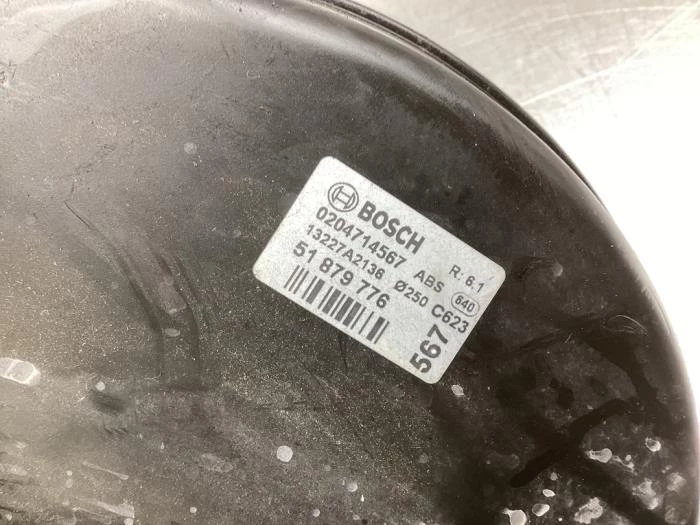 BOSCH
R: 6.1
0204714567 ABS 640
13227A2136 Ø250 C623
51 879 776
567